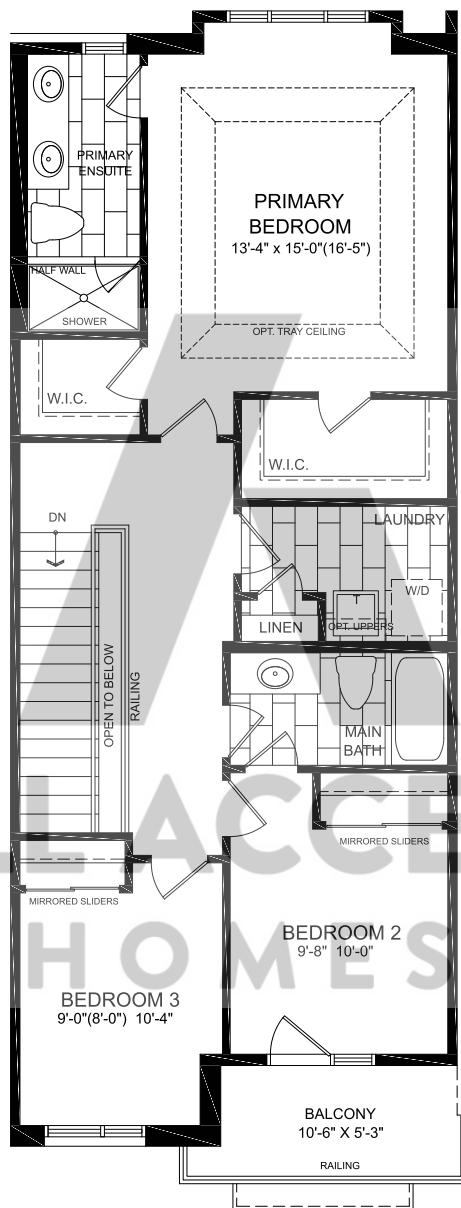 PRIMARY
ENSUITE
PRIMARY
BEDROOM
13'-4" x 15'-0"(16'-5")
HALF WALL
SHOWER
OPT. TRAY CEILING
W.I.C.
W.I.C.
DN
LAUNDRY
W/D
LINEN
OPT. UPPERS
OPEN TO BELOW
RAILING
MAIN
BATH
L ACCE
MIRRORED SLIDERS
MIRRORED SLIDERS
HOMES
BEDROOM 2
9'-8" 10'-0"
BEDROOM 3
9'-0"(8'-0") 10'-4"
BALCONY
10'-6" X 5'-3"
RAILING